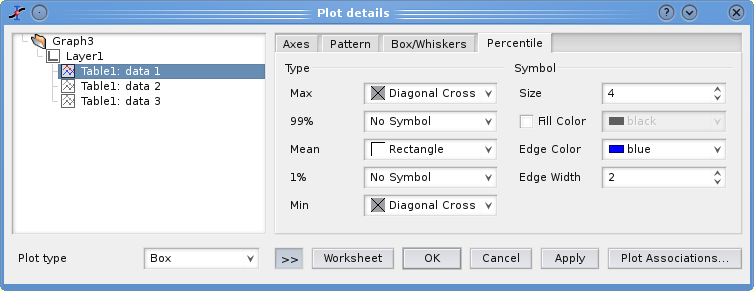 Plot details
Graph3
Layer1
Table1: data 1
Table1: data 2
Table1: data 3
Axes Pattern Box/Whiskers Percentile
Type
Max Diagonal Cross
99% No Symbol
Mean Rectangle
1% No Symbol
Min Diagonal Cross
Symbol
Size 4
Fill Color black
Edge Color blue
Edge Width 2
Plot type Box >> Worksheet OK Cancel Apply Plot Associations...